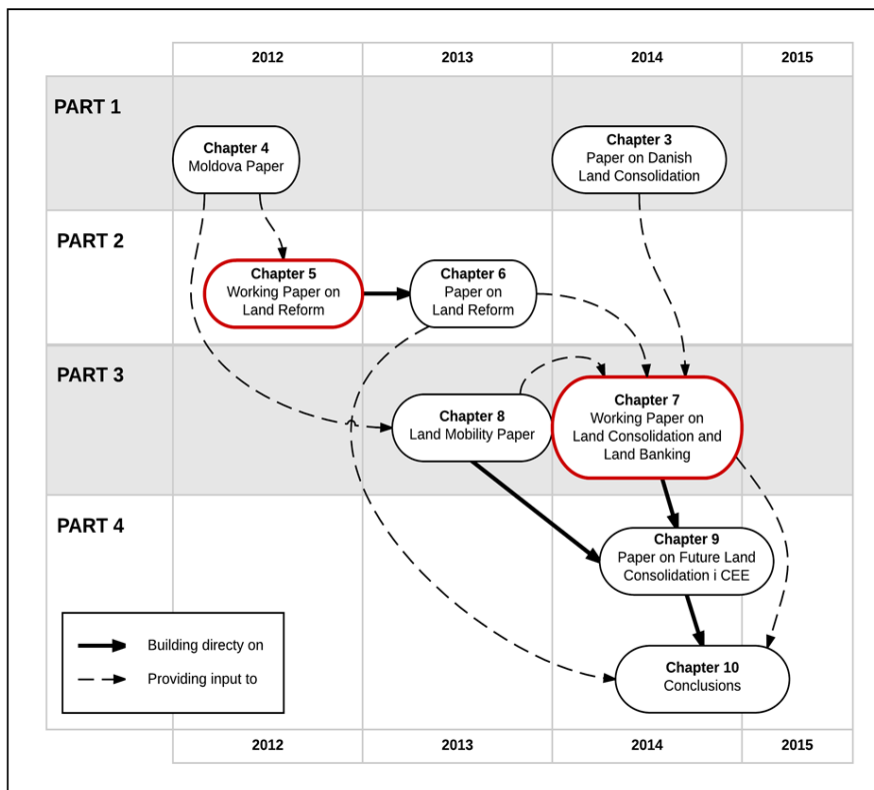 2012
2013
2014
2015
PART 1
Chapter 4
Moldova Paper
Chapter 3
Paper on Danish
Land Consolidation
PART 2
Chapter 5
Working Paper on
Land Reform
Chapter 6
Paper on
Land Reform
PART 3
Chapter 8
Land Mobility Paper
Chapter 7
Working Paper on
Land Consolidation and
Land Banking
PART 4
Chapter 9
Paper on Future Land
Consolidation i CEE
Building directy on
Providing input to
Chapter 10
Conclusions
2012
2013
2014
2015